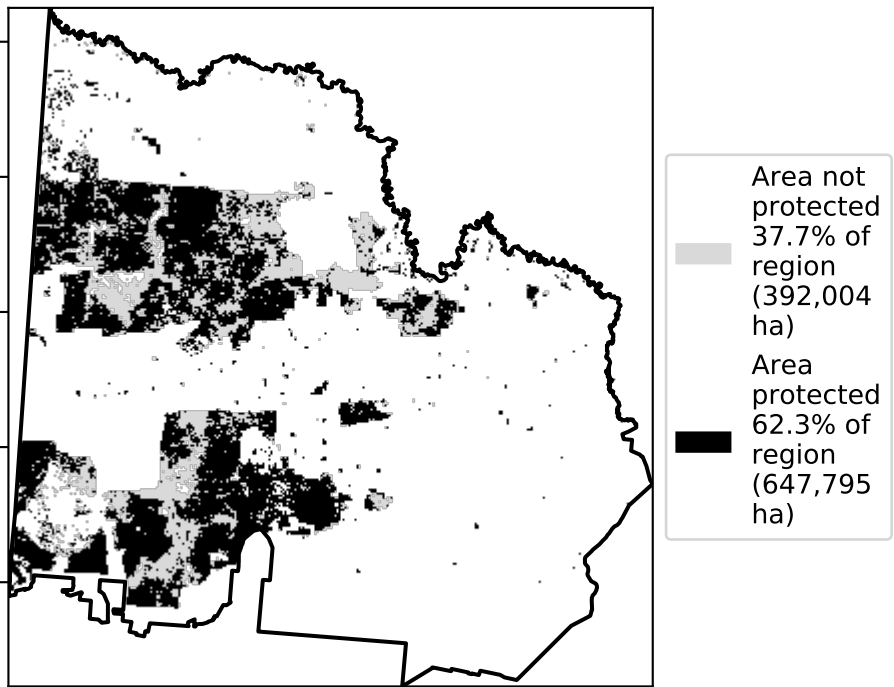 Area not
protected
37.7% of
region
(392,004
ha)
Area
protected
62.3% of
region
(647,795
ha)